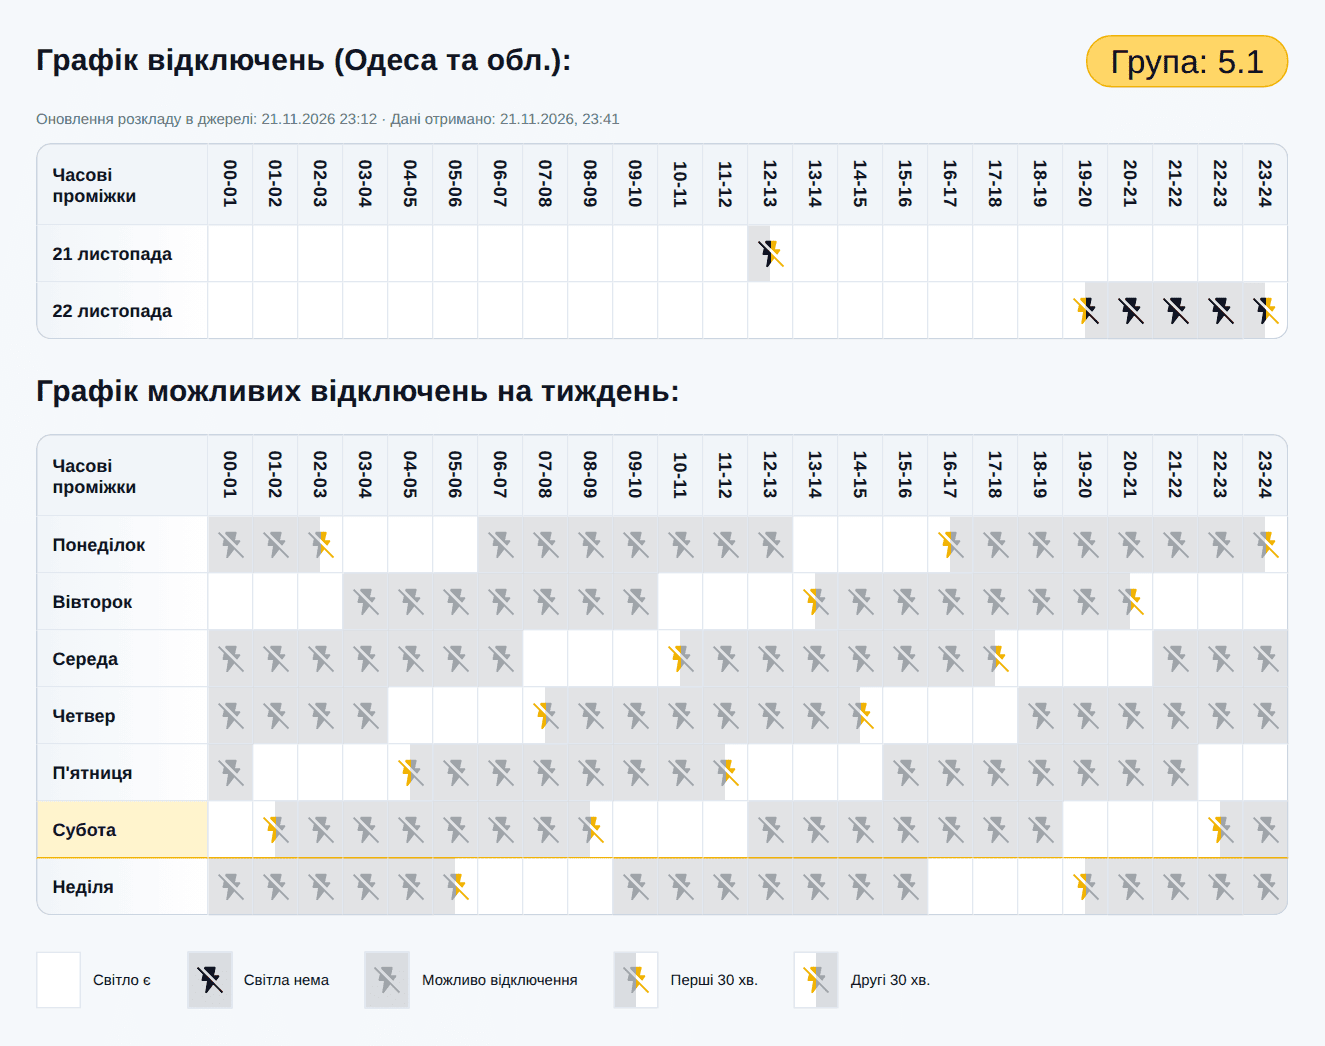 Графік відключень (Одеса та обл.):
Група: 5.1
Оновлення розкладу в джерелі: 21.11.2026 23:12 · Дані отримано: 21.11.2026, 23:41
Часові
проміжки
00-01 01-02 02-03 03-04 04-05 05-06 06-07 07-08 08-09 09-10 10-11 11-12 12-13 13-14 14-15 15-16 16-17 17-18 18-19 19-20 20-21 21-22 22-23 23-24
21 листопада
22 листопада
Графік можливих відключень на тиждень:
Часові
проміжки
00-01 01-02 02-03 03-04 04-05 05-06 06-07 07-08 08-09 09-10 10-11 11-12 12-13 13-14 14-15 15-16 16-17 17-18 18-19 19-20 20-21 21-22 22-23 23-24
Понеділок
Вівторок
Середа
Четвер
П'ятниця
Субота
Неділя
Світло є
Світла нема
Можливо відключення
Перші 30 хв.
Другі 30 хв.